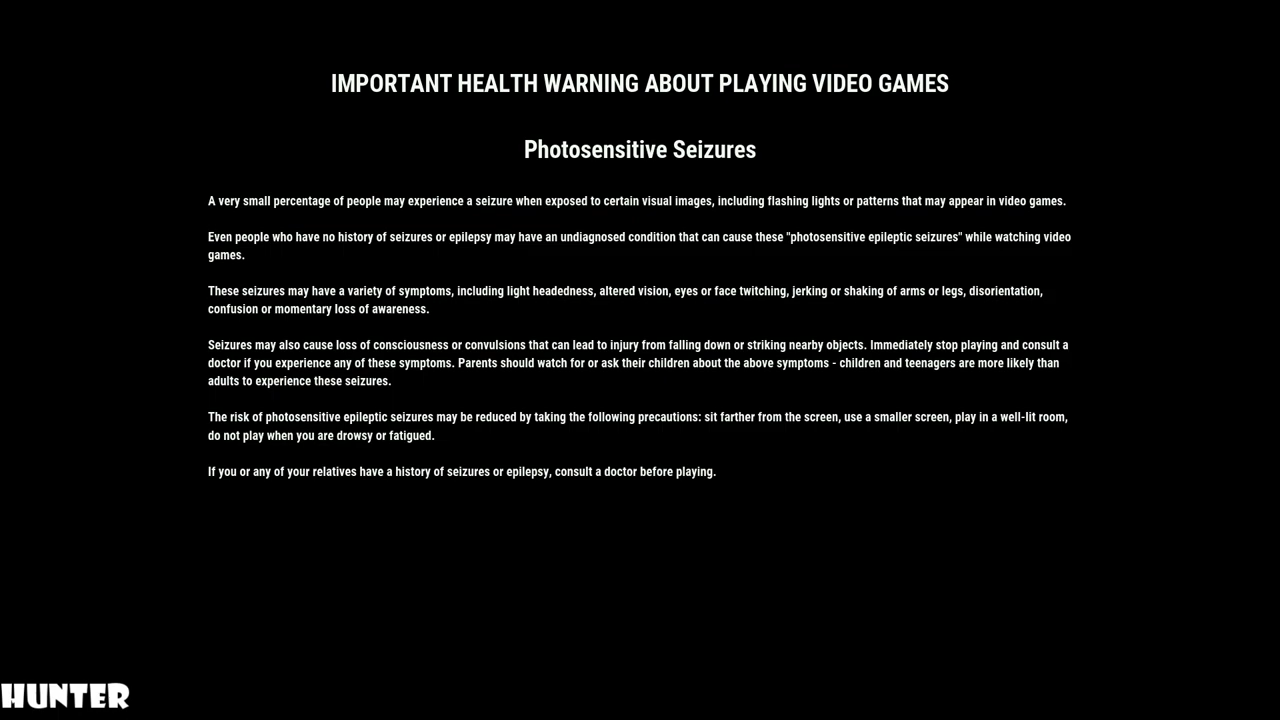 IMPORTANT HEALTH WARNING ABOUT PLAYING VIDEO GAMES
Photosensitive Seizures
A very small percentage of people may experience a seizure when exposed to certain visual images, including flashing lights or patterns that may appear in video games.
Even people who have no history of seizures or epilepsy may have an undiagnosed condition that can cause these "photosensitive epileptic seizures" while watching video
games.
These seizures may have a variety of symptoms, including light headedness, altered vision, eyes or face twitching, jerking or shaking of arms or legs, disorientation,
confusion or momentary loss of awareness.
Seizures may also cause loss of consciousness or convulsions that can lead to injury from falling down or striking nearby objects. Immediately stop playing and consult a
doctor if you experience any of these symptoms. Parents should watch for or ask their children about the above symptoms - children and teenagers are more likely than
adults to experience these seizures.
The risk of photosensitive epileptic seizures may be reduced by taking the following precautions: sit farther from the screen, use a smaller screen, play in a well-lit room,
do not play when you are drowsy or fatigued.
If you or any of your relatives have a history of seizures or epilepsy, consult a doctor before playing.
HUNTER